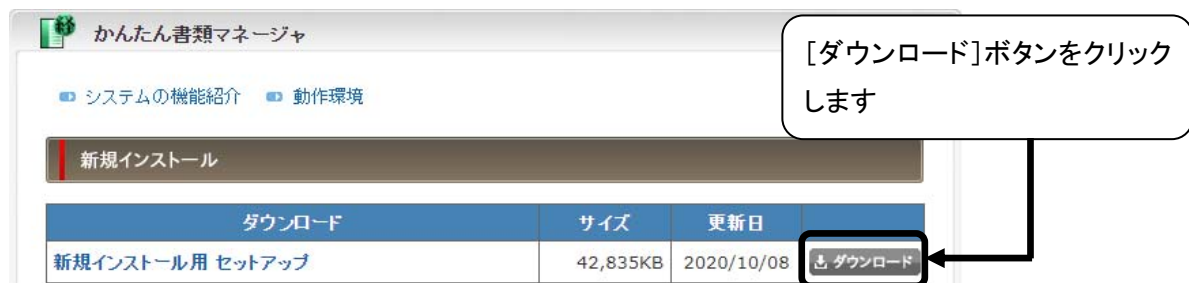 かんたん書類マネージャ
[ダウンロード]ボタンをクリック
します
システムの機能紹介 動作環境
新規インストール
ダウンロード サイズ 更新日
新規インストール用 セットアップ 42,835KB 2020/10/08 ダウンロード